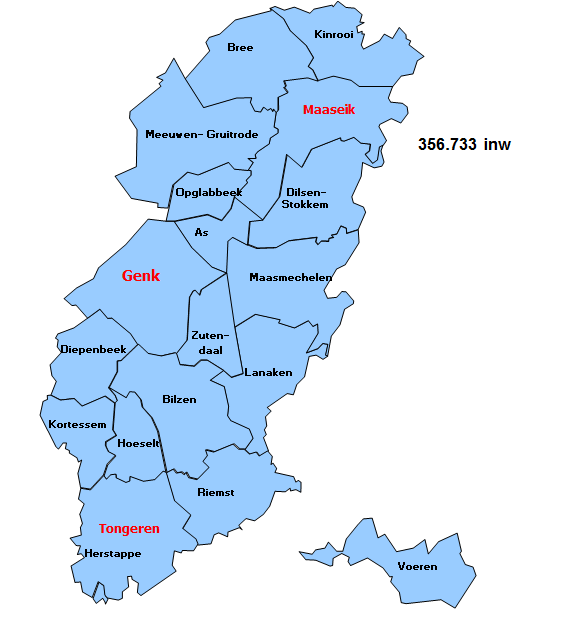 Kinrooi
Bree
Maaseik
Meeuwen- Gruitrode
356.733 inw
Opglabbeek
Dilsen-
Stokkem
As
Genk
Maasmechelen
Zuten-
daal
Diepenbeek
Lanaken
Bilzen
Kortessem
Hoeselt
Riemst
Tongeren
Herstappe
Voeren